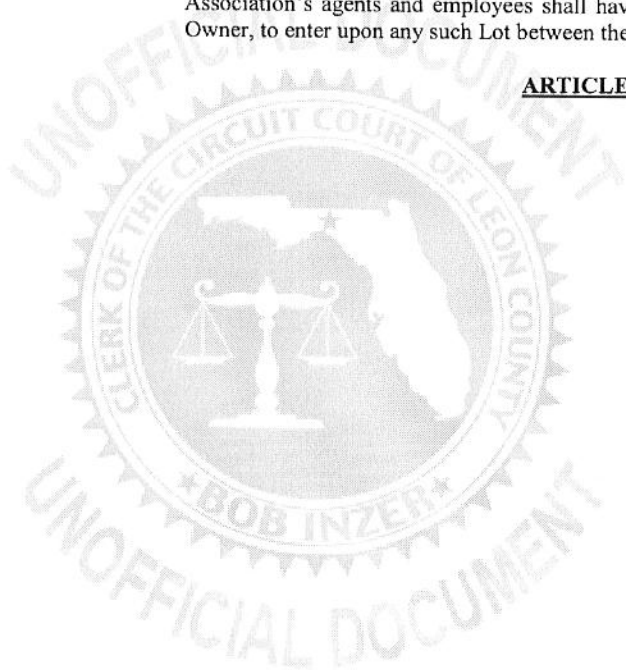 Association's agents and employees shall hav
Owner, to enter upon any such Lot between the
ARTICLE
UNOFFICIAL DOCUMENT
CLERK OF THE CIRCUIT COURT OF LEON COUNTY
★BOB INZER★
UNOFFICIAL DOCUMENT